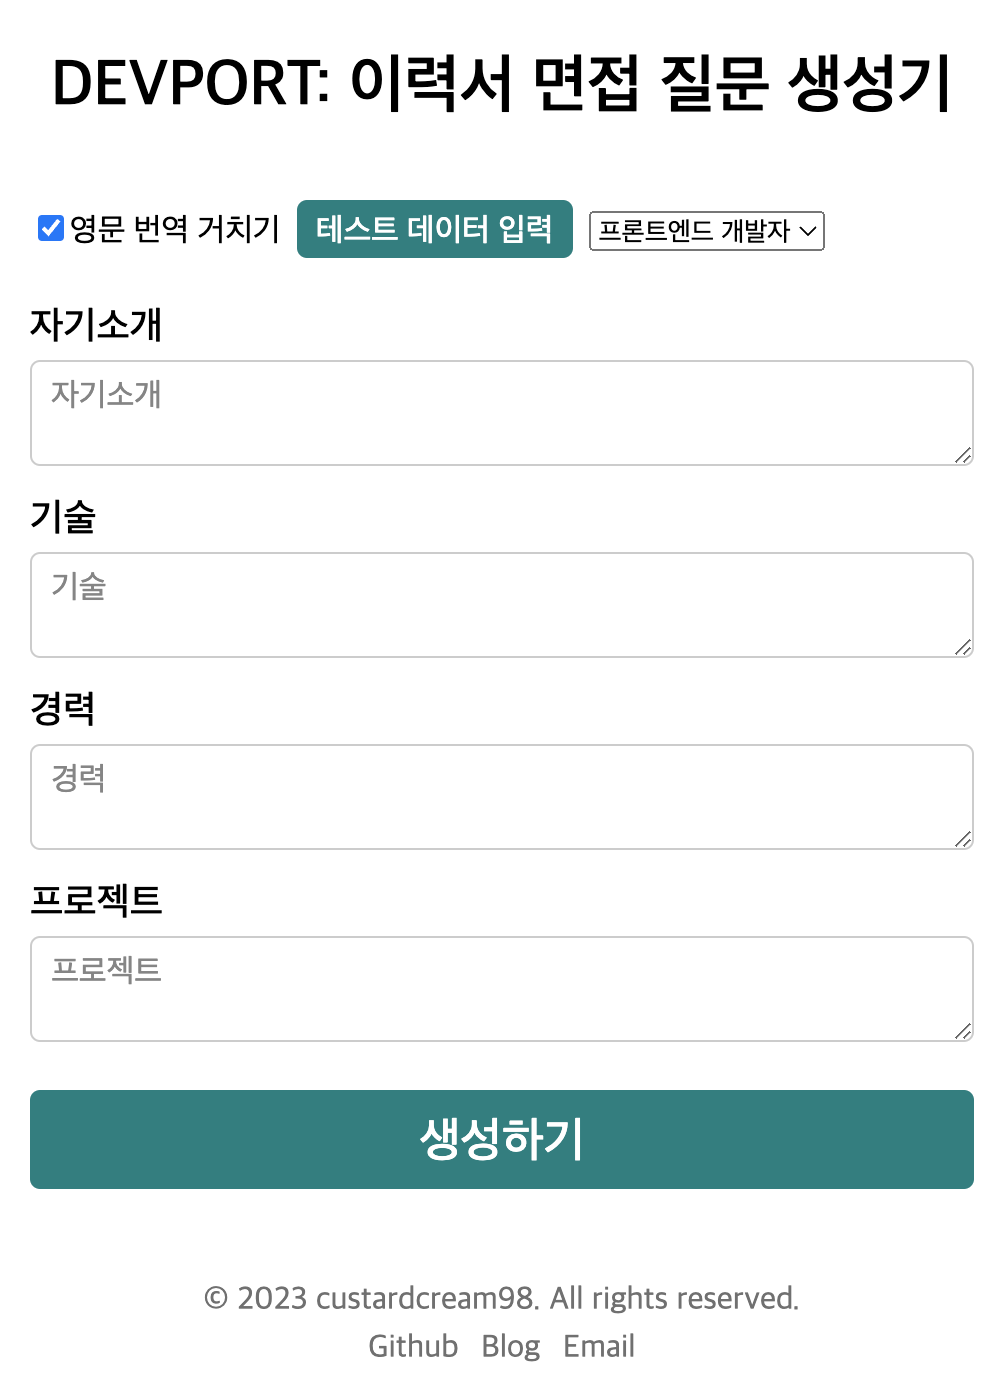 DEVPORT: 이력서 면접 질문 생성기
영문 번역 거치기 테스트 데이터 입력 프론트엔드 개발자
자기소개
자기소개
기술
기술
경력
경력
프로젝트
프로젝트
생성하기
© 2023 custardcream98. All rights reserved.
Github Blog Email